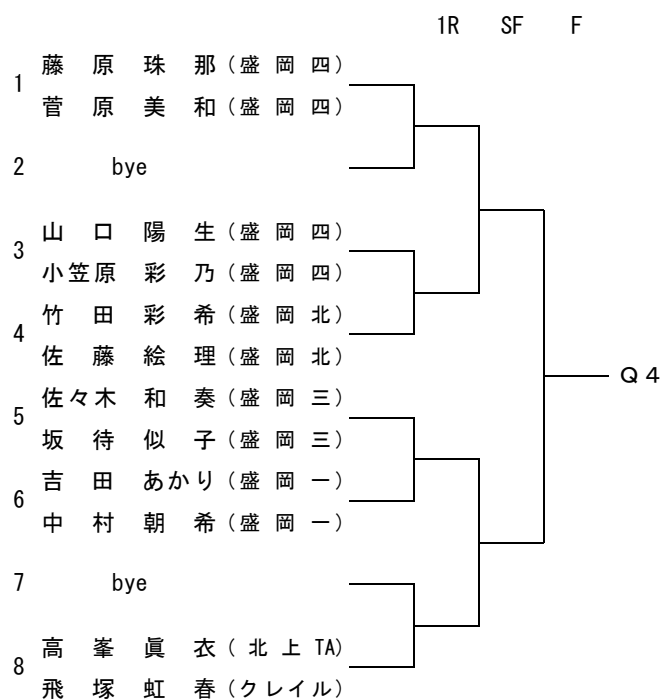 1R SF F
1 藤原 珠那 (盛岡四)
菅原 美和 (盛岡四)
2 bye
3 山口 陽生 (盛岡四)
小笠原 彩乃 (盛岡四)
4 竹田 彩希 (盛岡北)
佐藤 絵理 (盛岡北)
Q4
5 佐々木 和奏 (盛岡三)
坂待 似子 (盛岡三)
6 吉田 あかり (盛岡一)
中村 朝希 (盛岡一)
7 bye
8 高峯 眞衣 (北上TA)
飛塚 虹春 (クレイル)